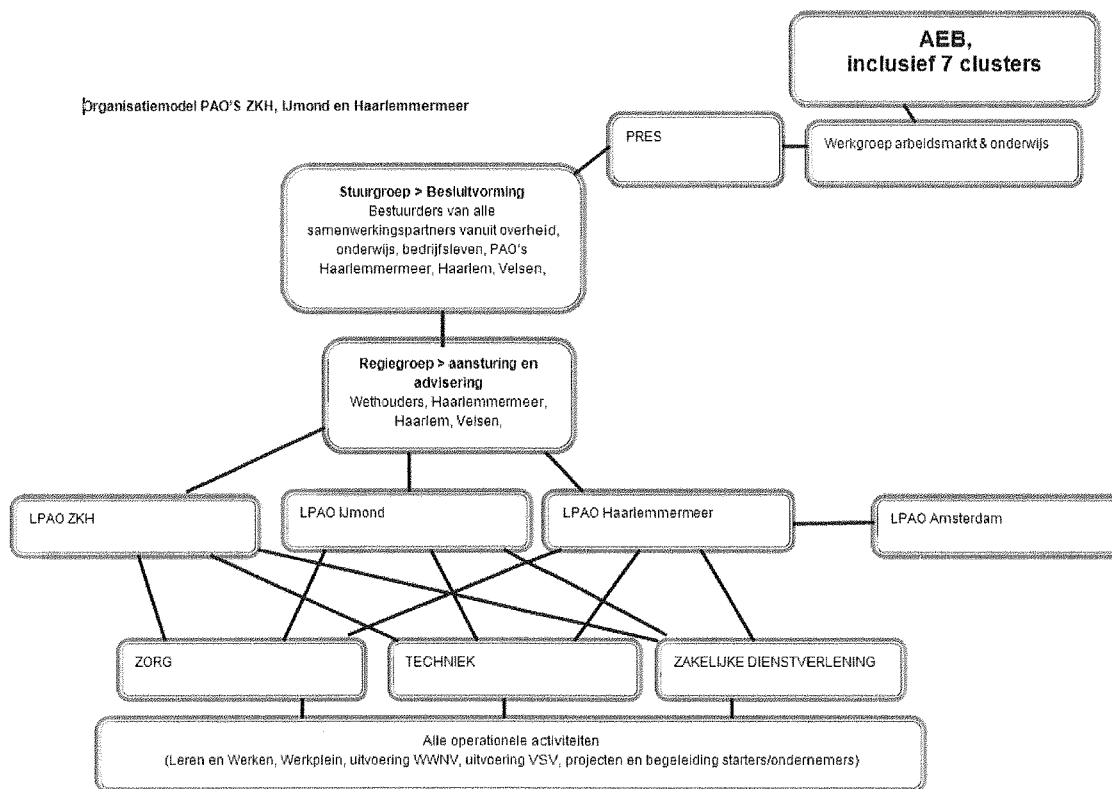 AEB,
inclusief 7 clusters
Organisatiemodel PAO'S ZKH, IJmond en Haarlemmermeer
PRES
Werkgroep arbeidsmarkt & onderwijs
Stuurgroep > Besluitvorming
Bestuurders van alle
samenwerkingspartners vanuit overheid,
onderwijs, bedrijfsleven, PAO's
Haarlemmermeer, Haarlem, Velsen,
Regiegroep > aansturing en
advisering
Wethouders, Haarlemmermeer,
Haarlem, Velsen,
LPAO ZKH
LPAO IJmond
LPAO Haarlemmermeer
LPAO Amsterdam
ZORG
TECHNIEK
ZAKELIJKE DIENSTVERLENING
Alle operationele activiteiten
(Leren en Werken, Werkplein, uitvoering WWNV, uitvoering VSV, projecten en begeleiding starters/ondernemers)